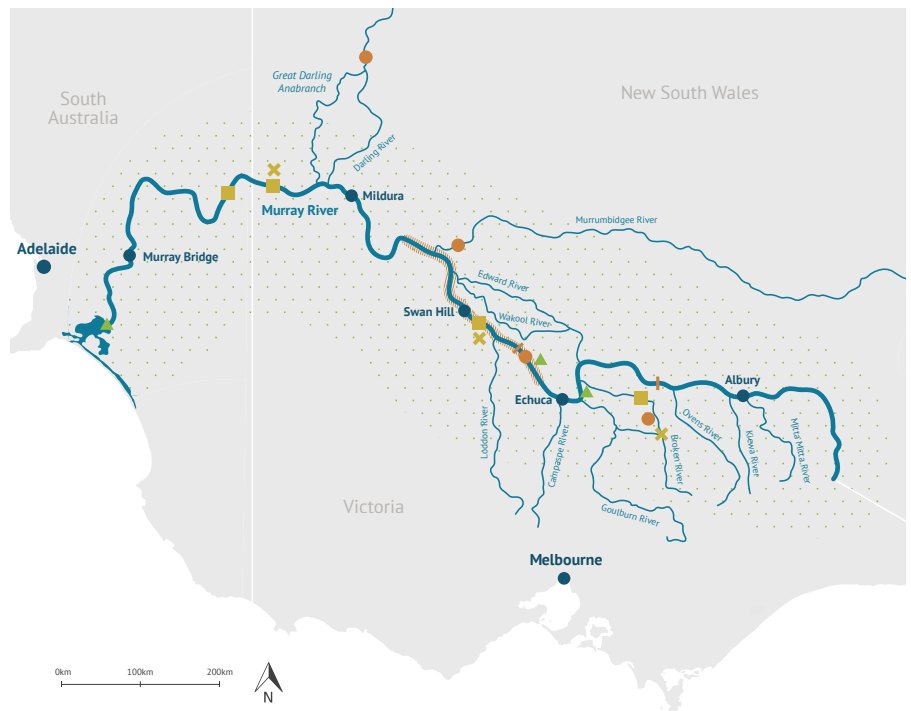 Great Darling
Anabranch
South
Australia
New South Wales
Darling River
Mildura
Murray River
Murrumbidgee River
Adelaide
Murray Bridge
Edward River
Swan Hill
Wakool River
Albury
Echuca
Ovens River
Loddon River
Campaspe River
Broken River
Kiewa River
Mitta Mitta River
Victoria
Goulburn River
Melbourne
0km
100km
200km
N